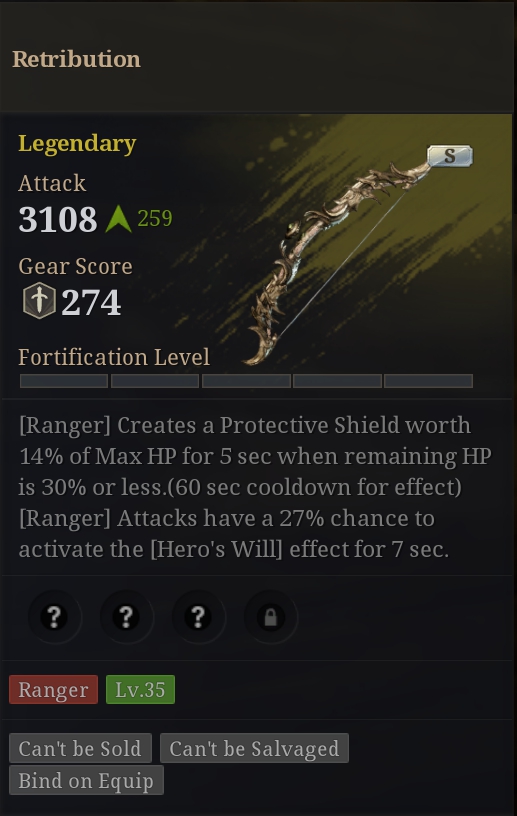 Retribution
Legendary
S
Attack
3108 259
Gear Score
274
Fortification Level
[Ranger] Creates a Protective Shield worth
14% of Max HP for 5 sec when remaining HP
is 30% or less.(60 sec cooldown for effect)
[Ranger] Attacks have a 27% chance to
activate the [Hero's Will] effect for 7 sec.
? ? ?
Ranger Lv.35
Can't be Sold Can't be Salvaged
Bind on Equip